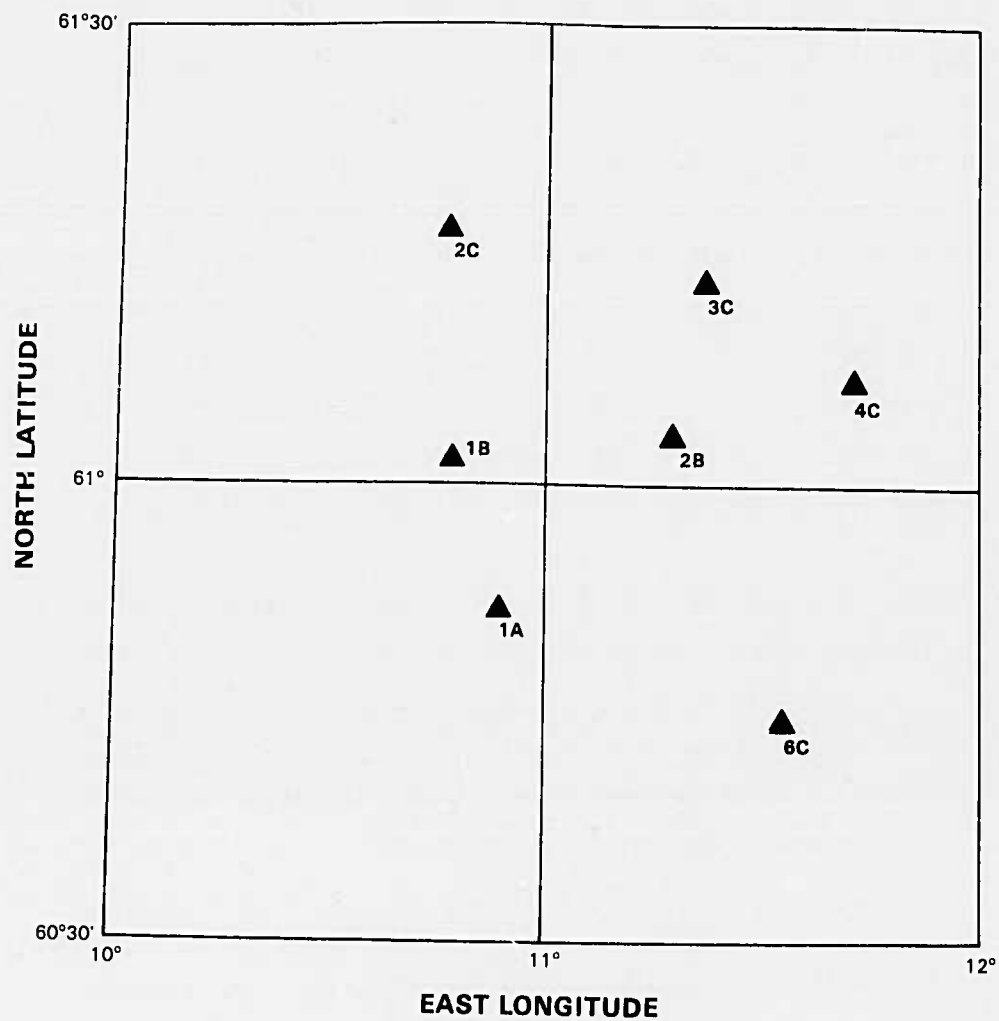 61°30'
2C
3C
4C
1B
2B
61°
1A
6C
60°30'
10°
11°
12°
NORTH LATITUDE
EAST LONGITUDE